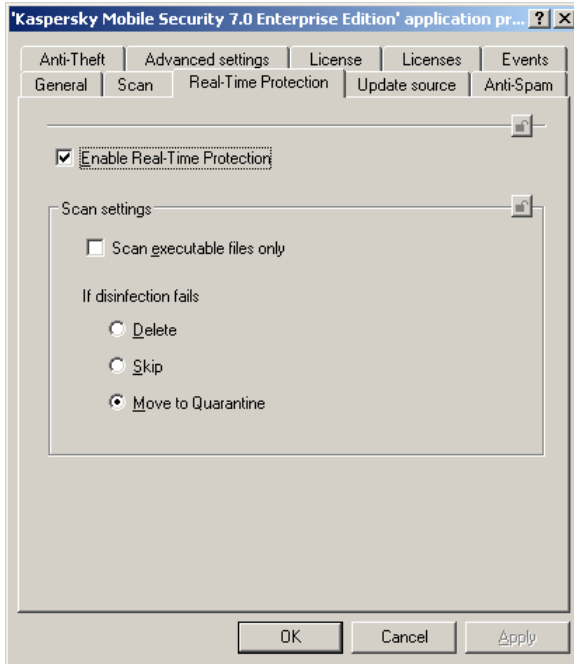 'Kaspersky Mobile Security 7.0 Enterprise Edition' application pr...
Anti-Theft Advanced settings License Licenses Events
General Scan Real-Time Protection Update source Anti-Spam
Enable Real-Time Protection
Scan settings
Scan executable files only
If disinfection fails
Delete
Skip
Move to Quarantine
OK Cancel Apply